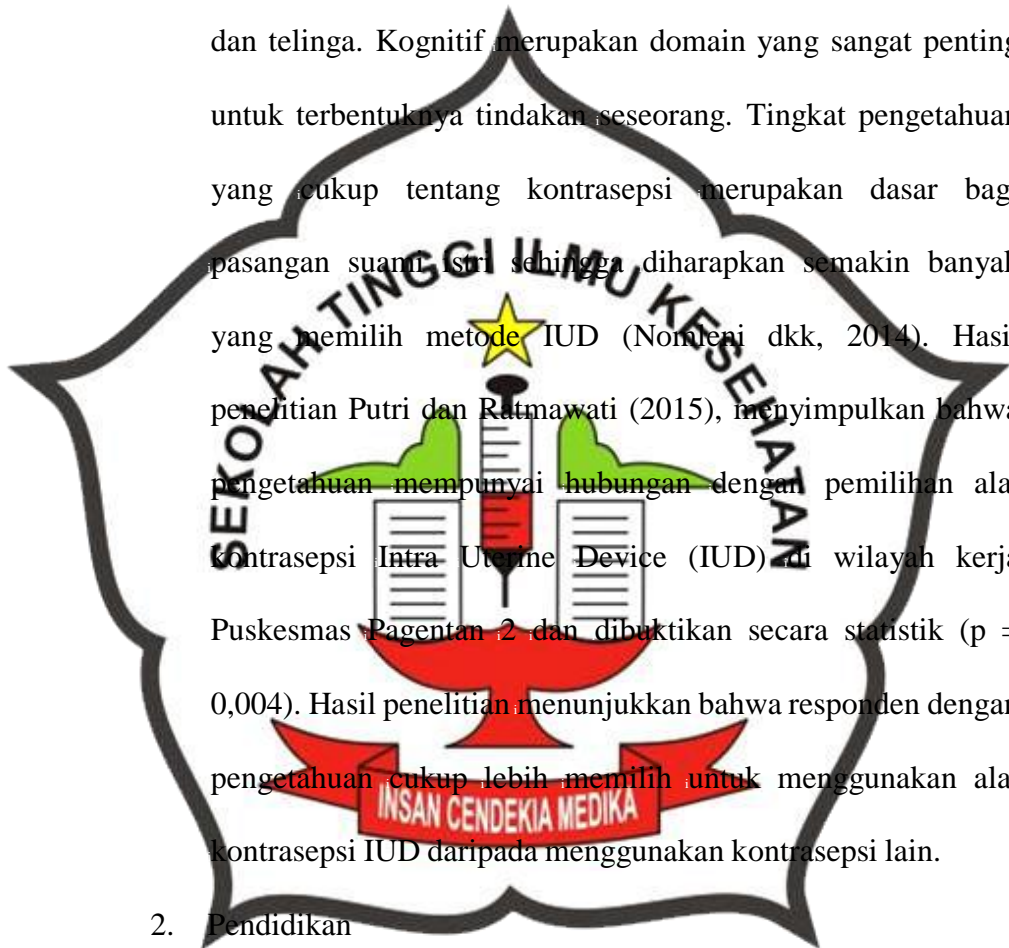 dan telinga. Kognitif merupakan domain yang sangat penting
untuk terbentuknya tindakan seseorang. Tingkat pengetahuan
yang cukup tentang kontrasepsi merupakan dasar bag
pasangan suami istri sehingga diharapkan semakin banyak
yang memilih metode IUD (Nomleni dkk, 2014). Hasi
penelitian Putri dan Ratmawati (2015), menyimpulkan bahwa
pengetahuan mempunyai hubungan dengan pemilihan ala
kontrasepsi Intra Uterine Device (IUD) di wilayah kerja
Puskesmas Pagentan 2 dan dibuktikan secara statistik (p =
0,004). Hasil penelitian menunjukkan bahwa responden dengan
pengetahuan cukup lebih memilih untuk menggunakan ala
kontrasepsi IUD daripada menggunakan kontrasepsi lain.
2. Pendidikan
SEKOLAH TINGGI ILMU KESEHATAN
INSAN CENDEKIA MEDIKA